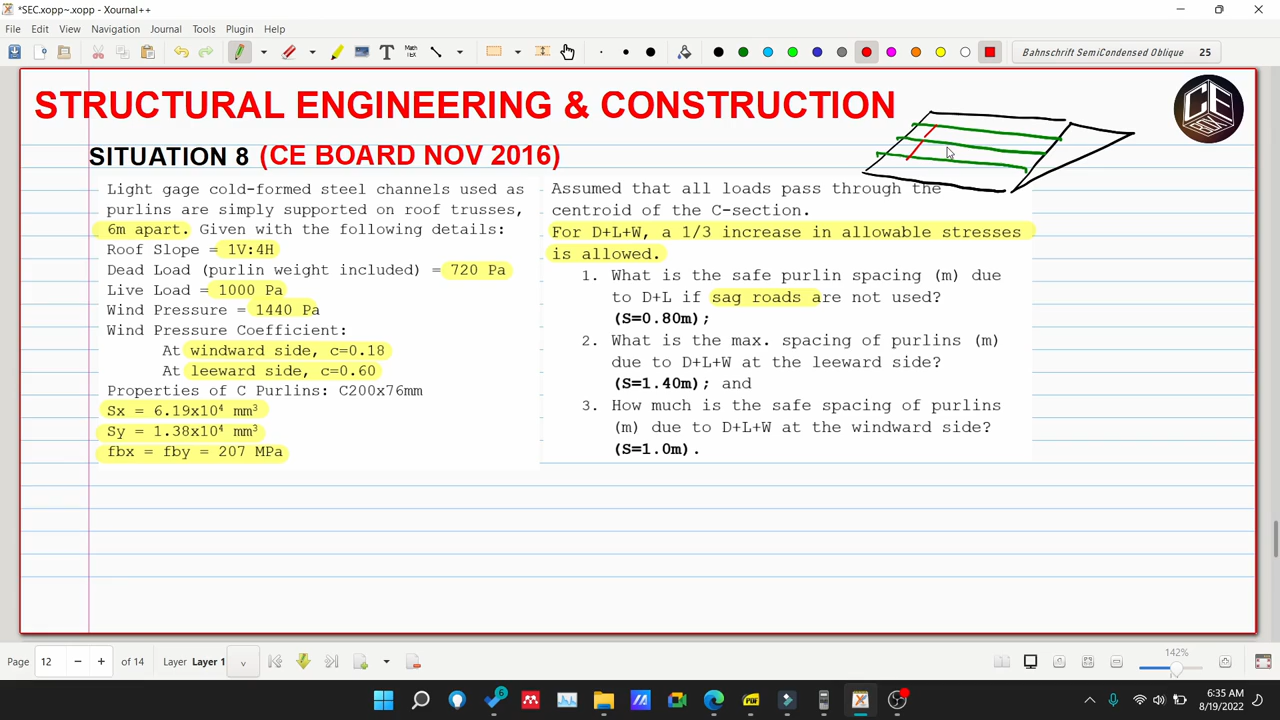 *SEC.xopp~.xopp - Xournal++
File Edit View Navigation Journal Tools Plugin Help
T Math TEX Bahnschrift SemiCondensed Oblique 25
STRUCTURAL ENGINEERING & CONSTRUCTION
SITUATION 8 (CE BOARD NOV 2016)
Light gage cold-formed steel channels used as
purlins are simply supported on roof trusses,
6m apart. Given with the following details:
Roof Slope = 1V:4H
Dead Load (purlin weight included) = 720 Pa
Live Load = 1000 Pa
Wind Pressure = 1440 Pa
Wind Pressure Coefficient:
At windward side, c=0.18
At leeward side, c=0.60
Properties of C Purlins: C200x76mm
Sx = 6.19x10⁴ mm³
Sy = 1.38x10⁴ mm³
fbx = fby = 207 MPa
Assumed that all loads pass through the
centroid of the C-section.
For D+L+W, a 1/3 increase in allowable stresses
is allowed.
1. What is the safe purlin spacing (m) due
to D+L if sag roads are not used?
(S=0.80m);
2. What is the max. spacing of purlins (m)
due to D+L+W at the leeward side?
(S=1.40m); and
3. How much is the safe spacing of purlins
(m) due to D+L+W at the windward side?
(S=1.0m).
Page 12 of 14 Layer Layer 1 142%
6 PDF 6:35 AM
8/19/2022